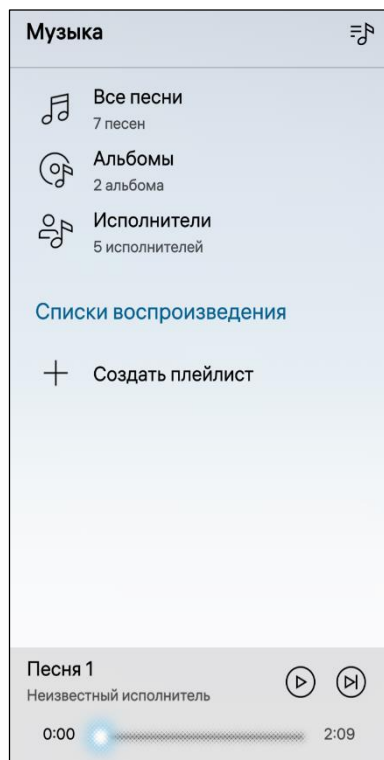 Музыка
Все песни
7 песен
Альбомы
2 альбома
Исполнители
5 исполнителей
Списки воспроизведения
Создать плейлист
Песня 1
Неизвестный исполнитель
0:00 2:09